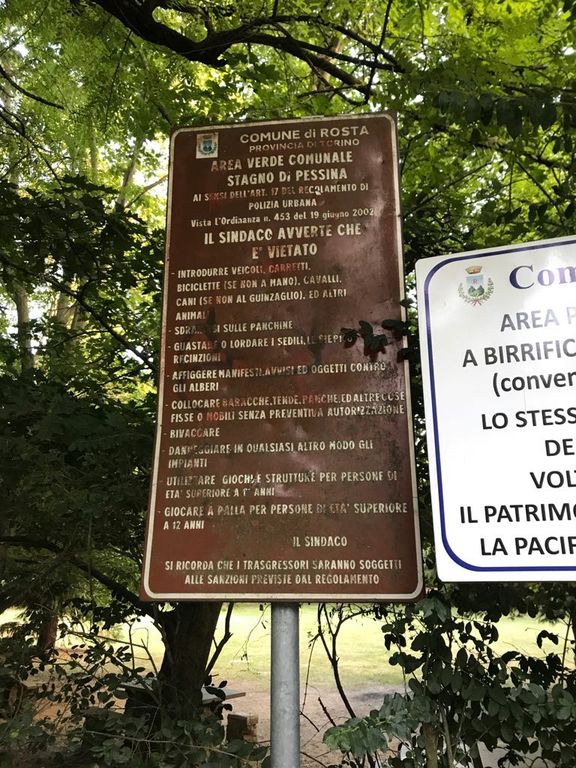 COMUNE di ROSTA
PROVINCIA DI TORINO
AREA VERDE COMUNALE
STAGNO DI PESSINA
AI SENSI DELL'ART. 17 DEL REGOLAMENTO DI
POLIZIA URBANA
Vista l'Ordinanza n. 453 del 19 giugno 2002
IL SINDACO AVVERTE CHE
E' VIETATO
- INTRODURRE VEICOLI, CARRETTI,
BICICLETTE (SE NON A MANO), CAVALLI,
CANI (SE NON AL GUINZAGLIO), ED ALTRI
ANIMALI
- SDRAIARSI SULLE PANCHINE
- GUASTARE O LORDARE I SEDILI, LE SIEPI
RECINZIONI
- AFFIGGERE MANIFESTI, AVVISI ED OGGETTI CONTRO
GLI ALBERI
- COLLOCARE BARACCHE, TENDE, PANCHE, ED ALTRE COSE
FISSE O MOBILI SENZA PREVENTIVA AUTORIZZAZIONE
- BIVACCARE
- DANNEGGIARE IN QUALSIASI ALTRO MODO GLI
IMPIANTI
- UTILIZZARE GIOCHI E STRUTTURE PER PERSONE DI
ETA' SUPERIORE A ANNI
- GIOCARE A PALLA PER PERSONE DI ETA' SUPERIORE
A 12 ANNI
IL SINDACO
SI RICORDA CHE I TRASGRESSORI SARANNO SOGGETTI
ALLE SANZIONI PREVISTE DAL REGOLAMENTO
Com
AREA P
A BIRRIFIC
(conven
LO STESS
DE
VOLT
IL PATRIMO
LA PACIF